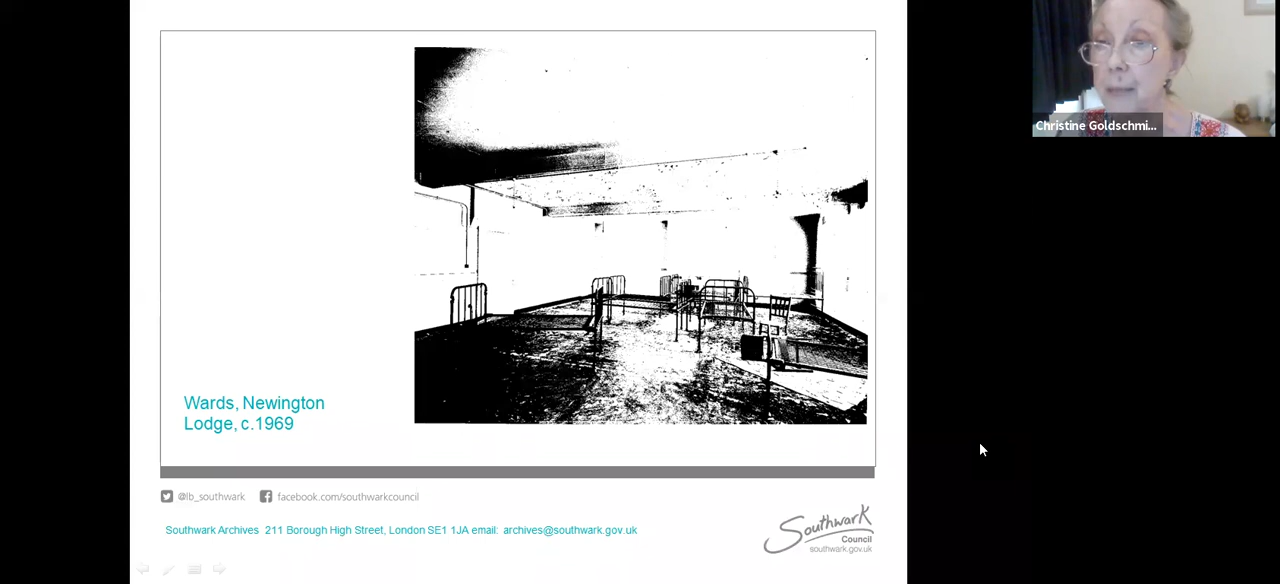 Christine Goldschmi...
Wards, Newington
Lodge, c.1969
@lb_southwark facebook.com/southwarkcouncil
Southwark Archives 211 Borough High Street, London SE1 1JA email: archives@southwark.gov.uk
Southwark
Council
southwark.gov.uk